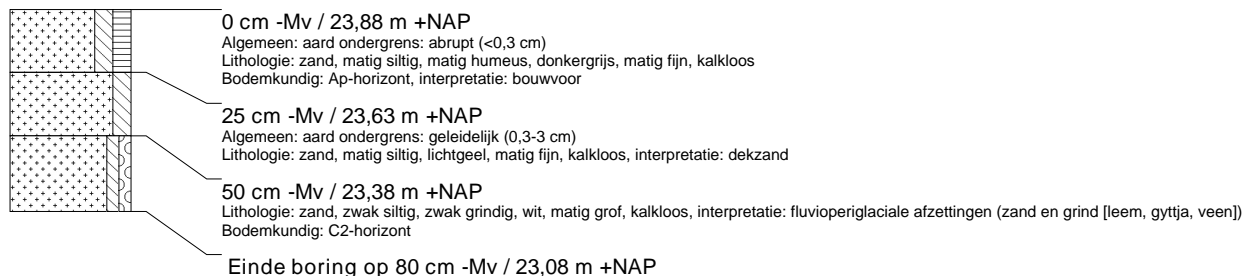 0 cm -Mv / 23,88 m +NAP
Algemeen: aard ondergrens: abrupt (<0,3 cm)
Lithologie: zand, matig siltig, matig humeus, donkergrijs, matig fijn, kalkloos
Bodemkundig: Ap-horizont, interpretatie: bouwvoor
25 cm -Mv / 23,63 m +NAP
Algemeen: aard ondergrens: geleidelijk (0,3-3 cm)
Lithologie: zand, matig siltig, lichtgeel, matig fijn, kalkloos, interpretatie: dekzand
50 cm -Mv / 23,38 m +NAP
Lithologie: zand, zwak siltig, zwak grindig, wit, matig grof, kalkloos, interpretatie: fluvioperiglaciale afzettingen (zand en grind [leem, gyttja, veen])
Bodemkundig: C2-horizont
Einde boring op 80 cm -Mv / 23,08 m +NAP